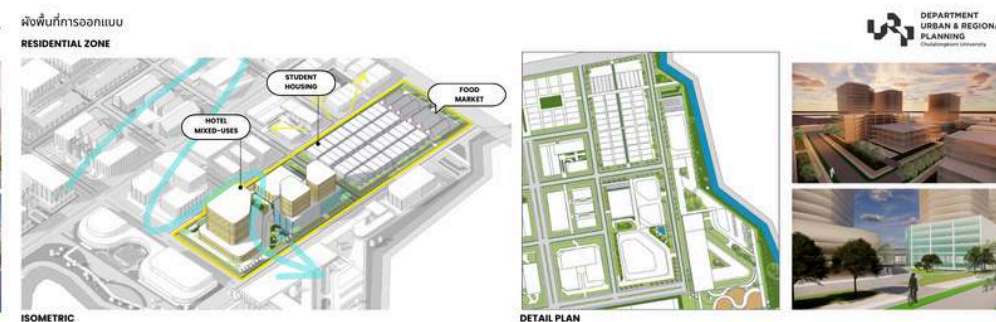 ผังพื้นที่การออกแบบ
RESIDENTIAL ZONE
DEPARTMENT
URBAN & REGIONAL
PLANNING
Chulalongkorn University
STUDENT
HOUSING
FOOD
MARKET
HOTEL
MIXED-USES
ISOMETRIC
DETAIL PLAN